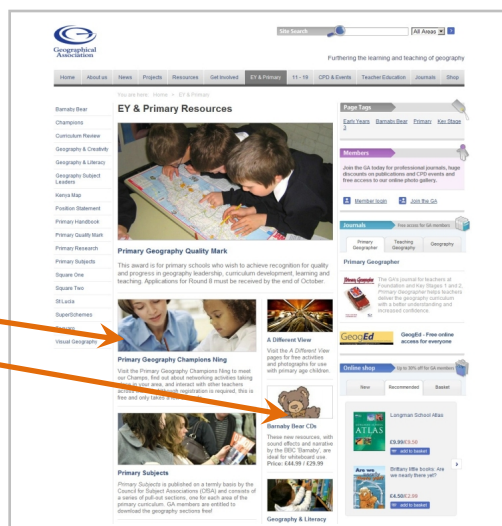 Geographical
Association
Site Search
All Areas
Furthering the learning and teaching of geography
Home
About us
News
Projects
Resources
Get Involved
EY & Primary
11 - 19
CPD & Events
Teacher Education
Journals
Shop
You are here: Home > EY & Primary
Barnaby Bear
Champions
Curriculum Review
Geography & Creativity
Geography & Literacy
Geography Subject
Leaders
Kenya Map
Position Statement
Primary Handbook
Primary Quality Mark
Primary Research
Primary Subjects
Square One
Square Two
St Lucia
SuperSchemes
Visual Geography
EY & Primary Resources
Primary Geography Quality Mark
This award is for primary schools who wish to achieve recognition for quality
and progress in geography leadership, curriculum development, learning and
teaching. Applications for Round 8 must be received by the end of October.
Primary Geography Champions Ning
Visit the Primary Geography Champions Ning to meet
our Champs, find out about networking activities taking
in your area, and interact with other teachers
across registration is required, this is
free and only takes a
Primary Subjects
Primary Subjects is published on a termly basis by the
Council for Subject Associations (CfSA) and consists of
a series of pull-out sections, one for each area of the
primary curriculum. GA members are entitled to
download the geography sections free!
A Different View
Visit the A Different View
pages for free activities
and photographs for use
with primary age children.
Barnaby Bear CDs
These new resources, with
sound effects and narrative
by the BBC 'Barnaby', are
ideal for whiteboard use.
Price: £44.99 / £29.99
Geography & Literacy
Page Tags
Early Years Barnaby Bear Primary Key Stage
3
Members
Join the GA today for professional journals, huge
discounts on publications and CPD events and
free access to our online photo gallery.
Member login
Join the GA
Journals
Free access for GA members
Primary
Geographer
Teaching
Geography
Geography
Primary Geographer
Primary Geographer
The GA's journal for teachers at
Foundation and Key Stages 1 and 2,
Primary Geographer helps teachers
deliver the geography curriculum
with a better understanding and
increased confidence.
GeogEd
GeogEd - Free online
access for everyone
Online shop
Up to 30% off for GA members
New
Recommended
Basket
ATLAS
Longman School Atlas
£9.99/£9.50
add to basket
Are we
nearly there yet?
Brittany little books: Are
we nearly there yet?
£4.50/£2.99
add to basket